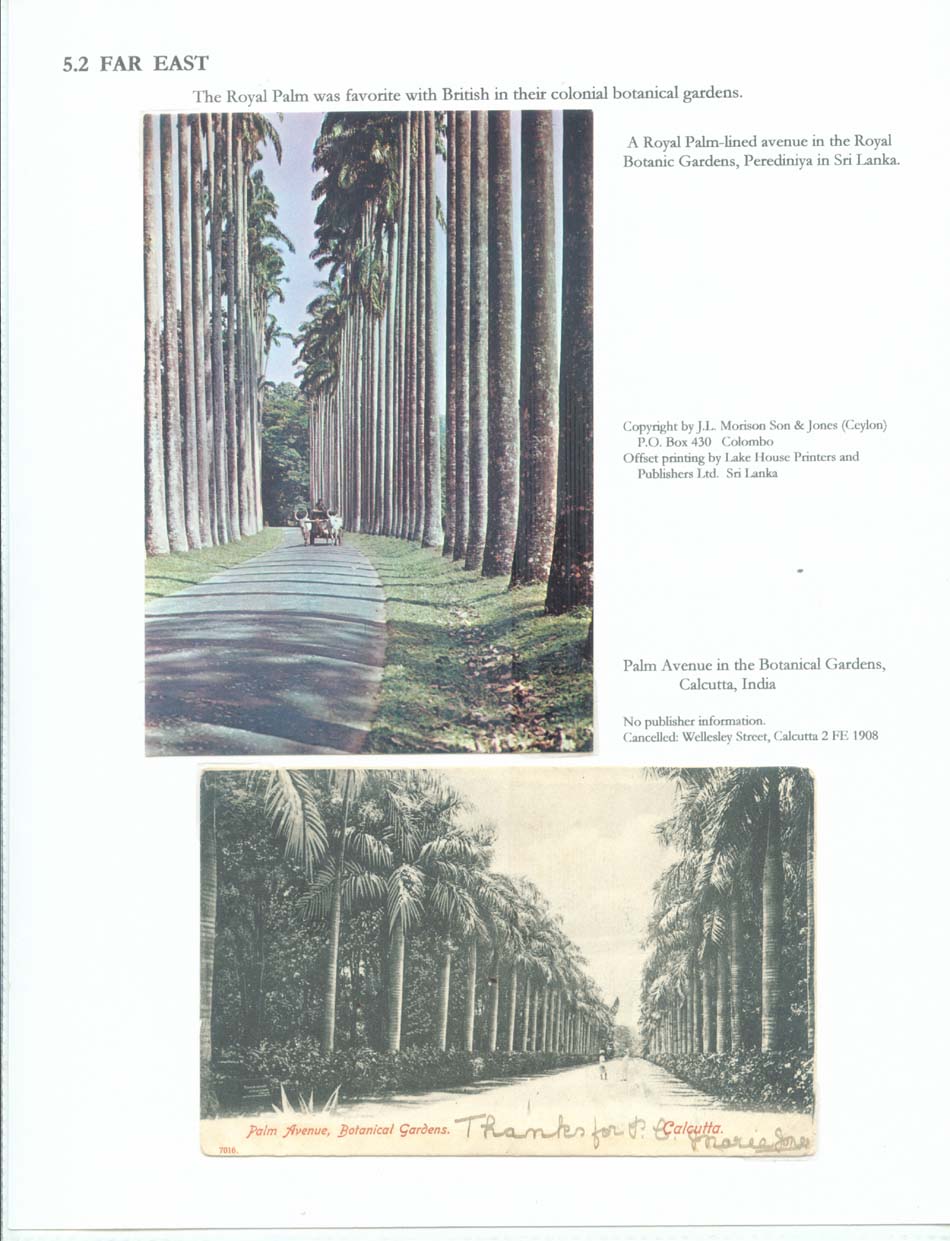 5.2 FAR EAST
The Royal Palm was favorite with British in their colonial botanical gardens.
A Royal Palm-lined avenue in the Royal
Botanic Gardens, Perediniya in Sri Lanka.
Copyright by J.L. Morison Son & Jones (Ceylon)
P.O. Box 430 Colombo
Offset printing by Lake House Printers and
Publishers Ltd. Sri Lanka
Palm Avenue in the Botanical Gardens,
Calcutta, India
No publisher information.
Cancelled: Wellesley Street, Calcutta 2 FE 1908
Palm Avenue, Botanical Gardens. Thanks for P. C. Calcutta.
Marie Jones
7016.